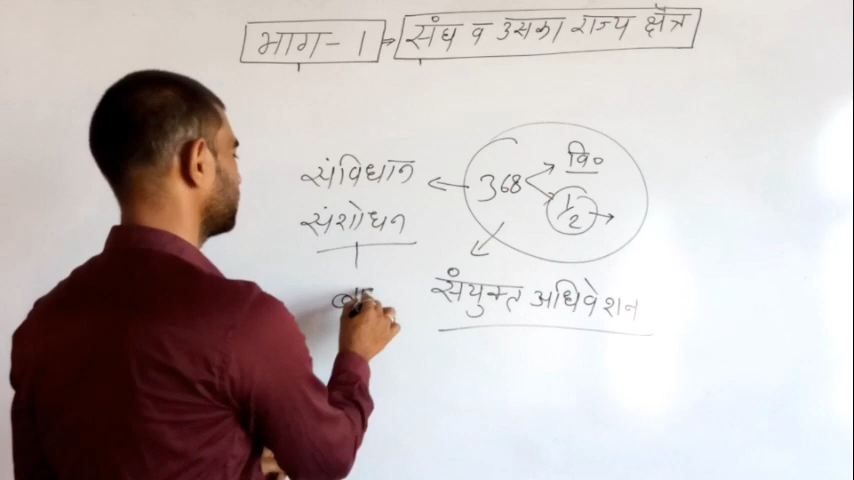 भाग-1 → संघ व उसका राज्य क्षेत्र
संविधान ← 368 वि०
संशोधन 1/2 →
संयुक्त अधिवेशन